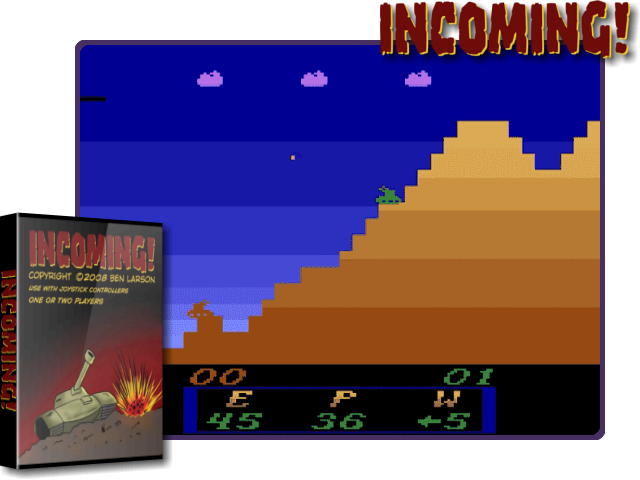 INCOMING!
00 01
E P W
45 36 ←5
INCOMING!
COPYRIGHT ©2008 BEN LARSON
USE WITH JOYSTICK CONTROLLERS
ONE OR TWO PLAYERS
INCOMING!